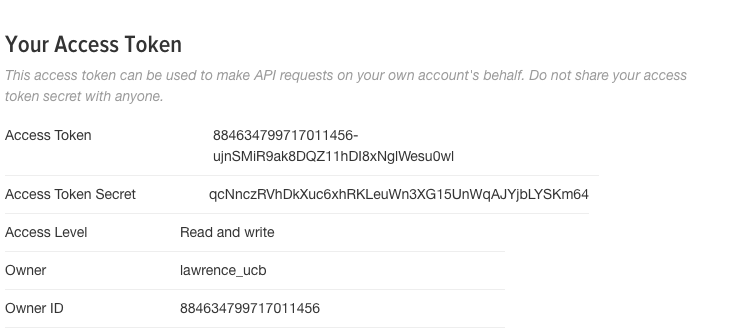 Your Access Token
This access token can be used to make API requests on your own account's behalf. Do not share your access
token secret with anyone.
Access Token 884634799717011456-
ujnSMiR9ak8DQZ11hDI8xNglWesu0wl
Access Token Secret qcNnczRVhDkXuc6xhRKLeuWn3XG15UnWqAJYjbLYSKm64
Access Level Read and write
Owner lawrence_ucb
Owner ID 884634799717011456